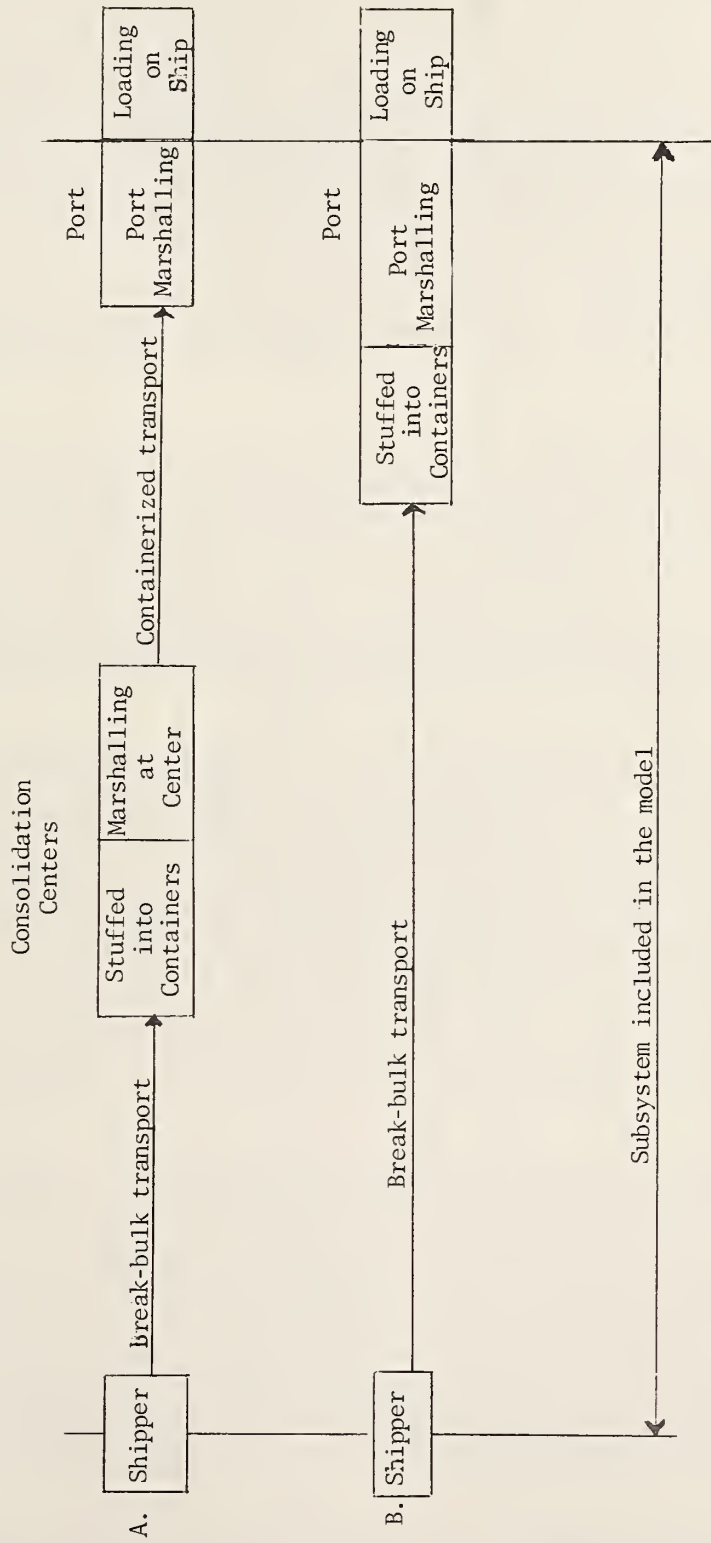 Consolidation
Centers
Port
A.
Shipper
Break-bulk transport
Stuffed
into
Containers
Marshalling
at
Center
Containerized transport
Port
Marshalling
Loading
on
Ship
Port
B.
Shipper
Break-bulk transport
Stuffed
into
Containers
Port
Marshalling
Loading
on
Ship
Subsystem included in the model